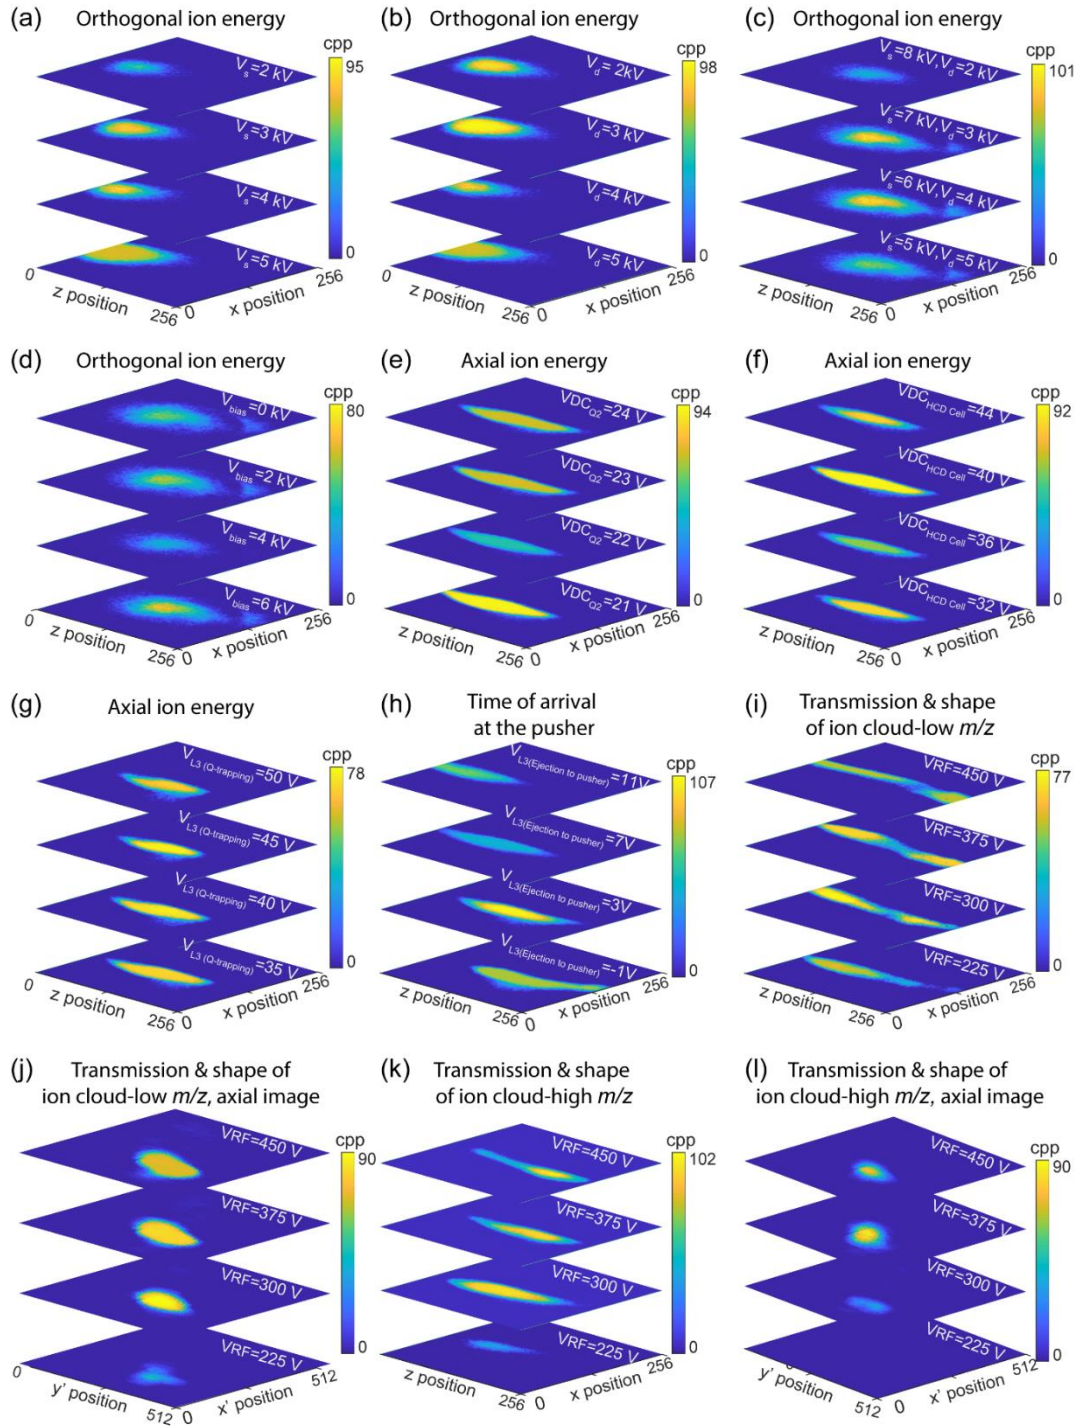 (a) Orthogonal ion energy
cpp
95
V_s=2 kV
V_s=3 kV
V_s=4 kV
V_s=5 kV
0
0
z position
256
0
x position
256
(b) Orthogonal ion energy
cpp
98
V_d= 2kV
V_d=3 kV
V_d=4 kV
V_d=5 kV
0
0
z position
256
0
x position
256
(c) Orthogonal ion energy
cpp
101
V_s=8 kV,V_d=2 kV
V_s=7 kV,V_d=3 kV
V_s=6 kV,V_d=4 kV
V_s=5 kV,V_d=5 kV
0
0
z position
256
0
x position
256
(d) Orthogonal ion energy
cpp
80
V_bias=0 kV
V_bias=2 kV
V_bias=4 kV
V_bias=6 kV
0
0
z position
256
0
x position
256
(e) Axial ion energy
cpp
94
VDC_Q2=24 V
VDC_Q2=23 V
VDC_Q2=22 V
VDC_Q2=21 V
0
0
z position
256
0
x position
256
(f) Axial ion energy
cpp
92
VDC_HCD Cell=44 V
VDC_HCD Cell=40 V
VDC_HCD Cell=36 V
VDC_HCD Cell=32 V
0
0
z position
256
0
x position
256
(g) Axial ion energy
cpp
78
V_L3 (Q-trapping)=50 V
V_L3 (Q-trapping)=45 V
V_L3 (Q-trapping)=40 V
V_L3 (Q-trapping)=35 V
0
0
z position
256
0
x position
256
(h) Time of arrival
at the pusher
cpp
107
V_L3(Ejection to pusher)=11V
V_L3(Ejection to pusher)=7V
V_L3(Ejection to pusher)=3V
V_L3(Ejection to pusher)=-1V
0
0
z position
256
0
x position
256
(i) Transmission & shape
of ion cloud-low m/z
cpp
77
VRF=450 V
VRF=375 V
VRF=300 V
VRF=225 V
0
0
z position
256
0
x position
256
(j) Transmission & shape of
ion cloud-low m/z, axial image
cpp
90
VRF=450 V
VRF=375 V
VRF=300 V
VRF=225 V
0
0
y' position
512
0
x' position
512
(k) Transmission & shape
of ion cloud-high m/z
cpp
102
VRF=450 V
VRF=375 V
VRF=300 V
VRF=225 V
0
0
z position
256
0
x position
256
(l) Transmission & shape of
ion cloud-high m/z, axial image
cpp
90
VRF=450 V
VRF=375 V
VRF=300 V
VRF=225 V
0
y' position
512
0
x' position
512